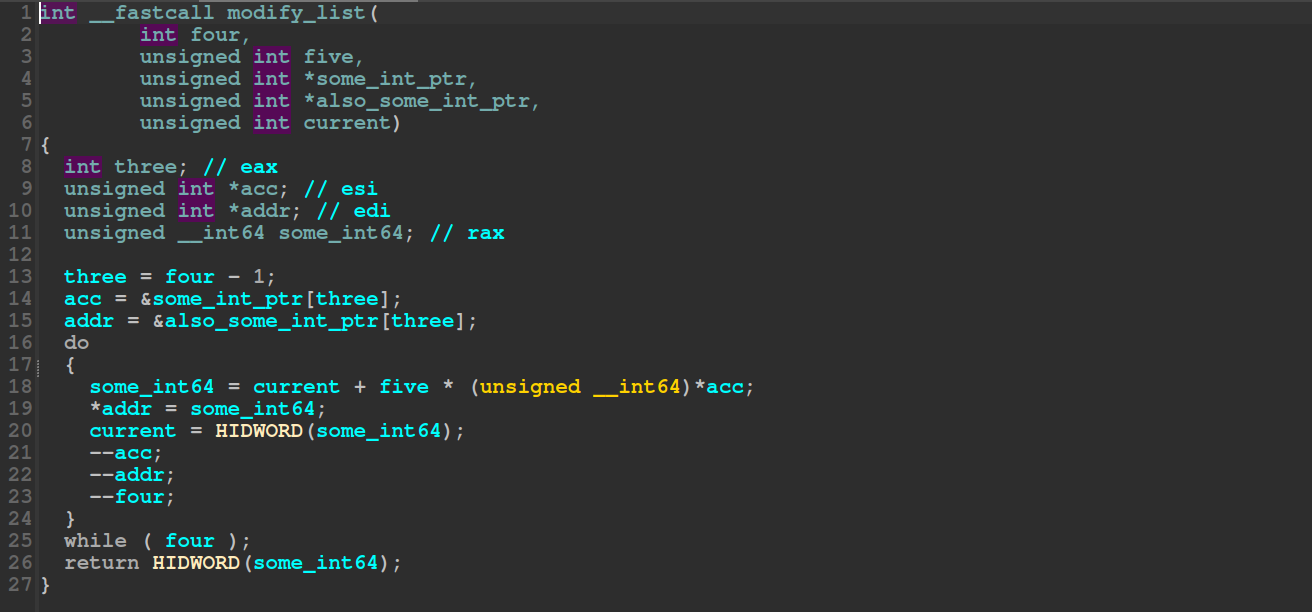 1 int __fastcall modify_list(
2         int four,
3         unsigned int five,
4         unsigned int *some_int_ptr,
5         unsigned int *also_some_int_ptr,
6         unsigned int current)
7 {
8   int three; // eax
9   unsigned int *acc; // esi
10   unsigned int *addr; // edi
11   unsigned __int64 some_int64; // rax
12
13   three = four - 1;
14   acc = &some_int_ptr[three];
15   addr = &also_some_int_ptr[three];
16   do
17   {
18     some_int64 = current + five * (unsigned __int64)*acc;
19     *addr = some_int64;
20     current = HIDWORD(some_int64);
21     --acc;
22     --addr;
23     --four;
24   }
25   while ( four );
26   return HIDWORD(some_int64);
27 }